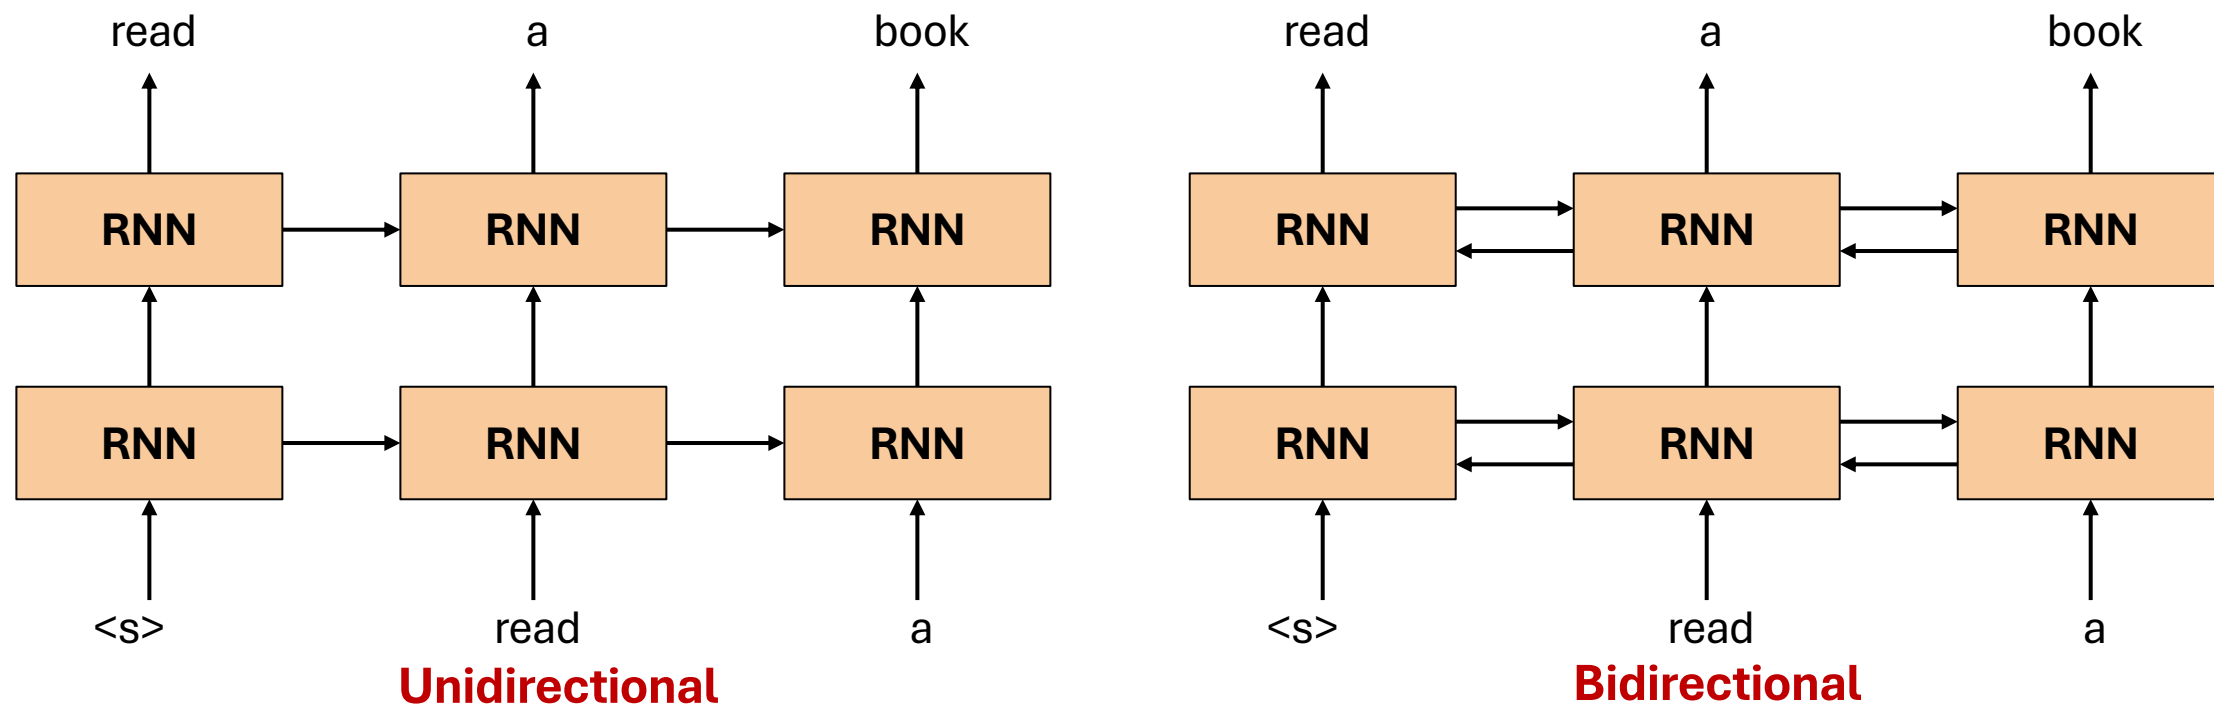 read a book
RNN RNN RNN
RNN RNN RNN
<s> read a
Unidirectional
read a book
RNN RNN RNN
RNN RNN RNN
<s> read a
Bidirectional